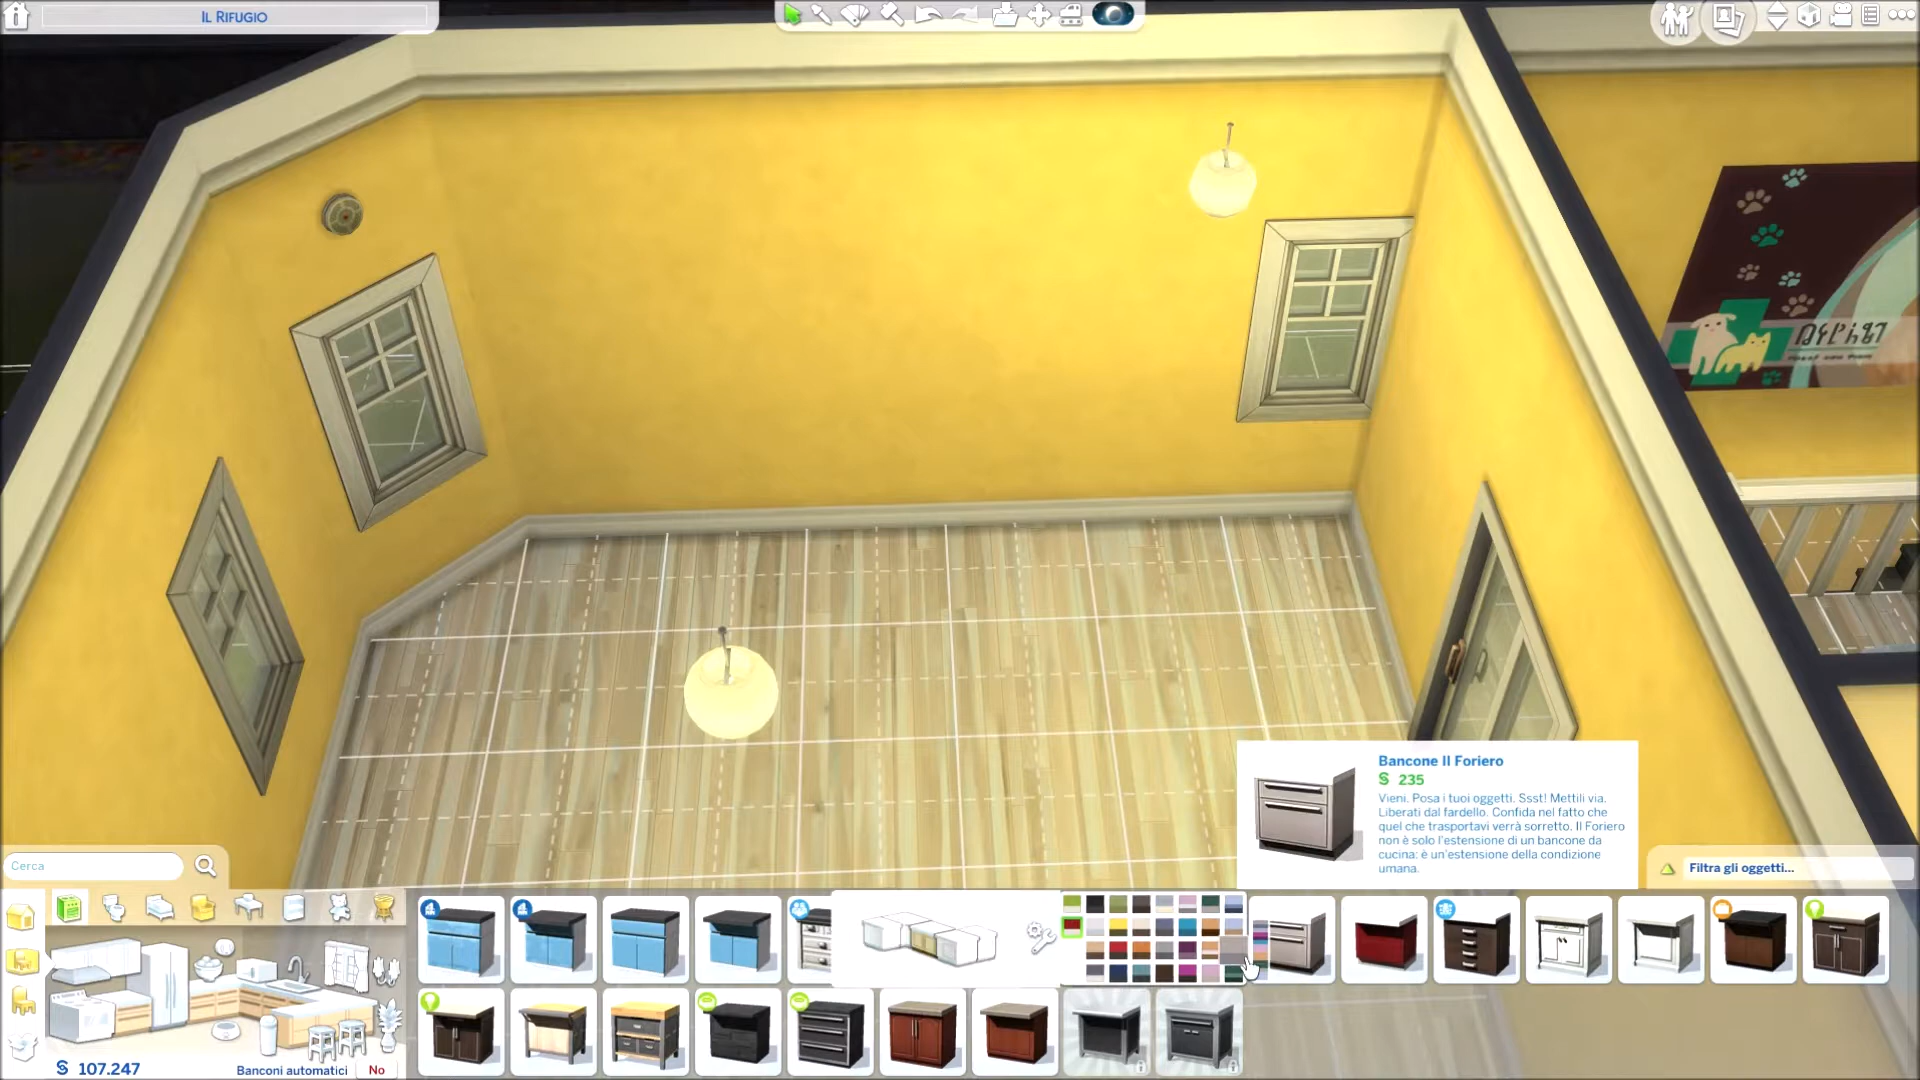 IL RIFUGIO
Bancone Il Foriero
S 235
Vieni. Posa i tuoi oggetti. Ssst! Mettili via.
Liberati dal fardello. Confida nel fatto che
quel che trasportavi verrà sorretto. Il Foriero
non è solo l'estensione di un bancone da
cucina: è un'estensione della condizione
umana.
Cerca
Filtra gli oggetti...
S 107.247
Banconi automatici No